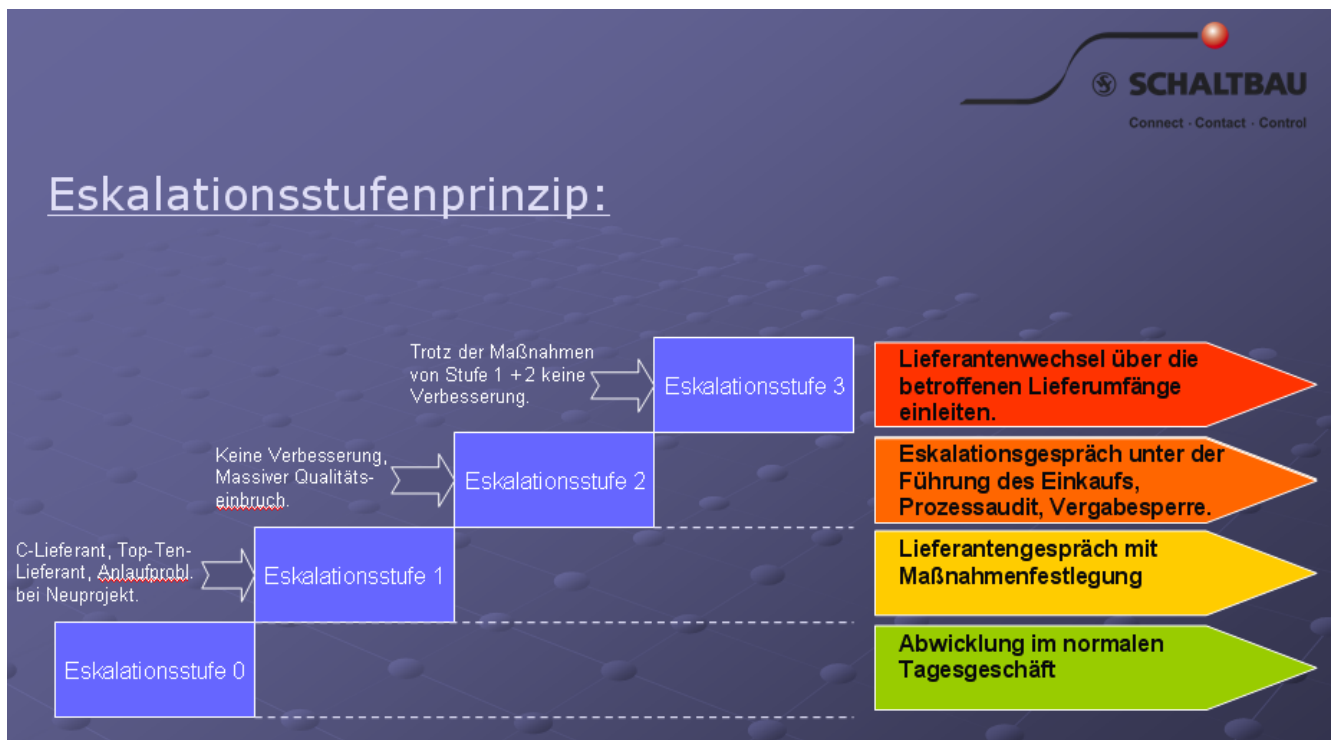 SCHALTBAU
Connect · Contact · Control
Eskalationsstufenprinzip:
Trotz der Maßnahmen
von Stufe 1 +2 keine
Verbesserung.
Eskalationsstufe 3
Lieferantenwechsel über die
betroffenen Lieferumfänge
einleiten.
Keine Verbesserung,
Massiver Qualitäts-
einbruch.
Eskalationsstufe 2
Eskalationsgespräch unter der
Führung des Einkaufs,
Prozessaudit, Vergabesperre.
C-Lieferant, Top-Ten-
Lieferant, Anlaufprobl.
bei Neuprojekt.
Eskalationsstufe 1
Lieferantengespräch mit
Maßnahmenfestlegung
Eskalationsstufe 0
Abwicklung im normalen
Tagesgeschäft